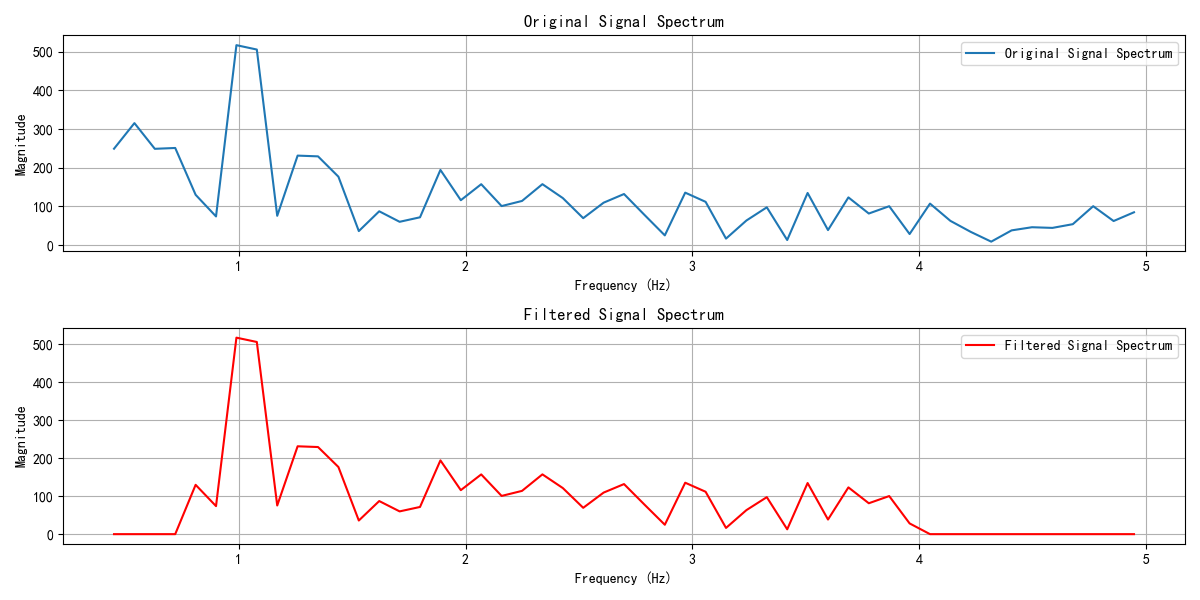 Original Signal Spectrum
500
400
300
200
100
0
Magnitude
Original Signal Spectrum
1 2 3 4 5
Frequency (Hz)
Filtered Signal Spectrum
500
400
300
200
100
0
Magnitude
Filtered Signal Spectrum
1 2 3 4 5
Frequency (Hz)